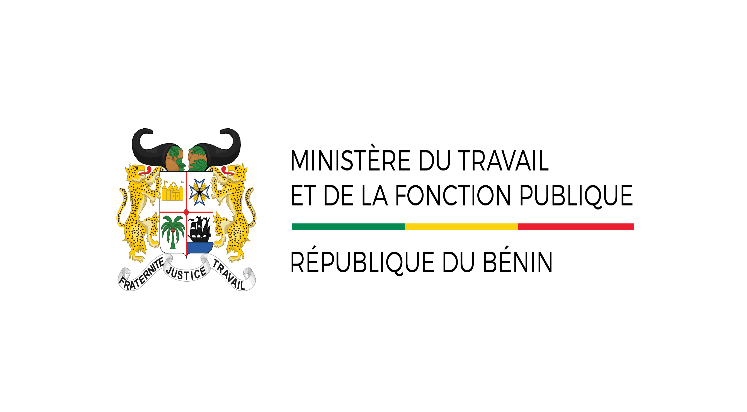 FRATERNITE JUSTICE TRAVAIL
MINISTÈRE DU TRAVAIL
ET DE LA FONCTION PUBLIQUE
RÉPUBLIQUE DU BÉNIN